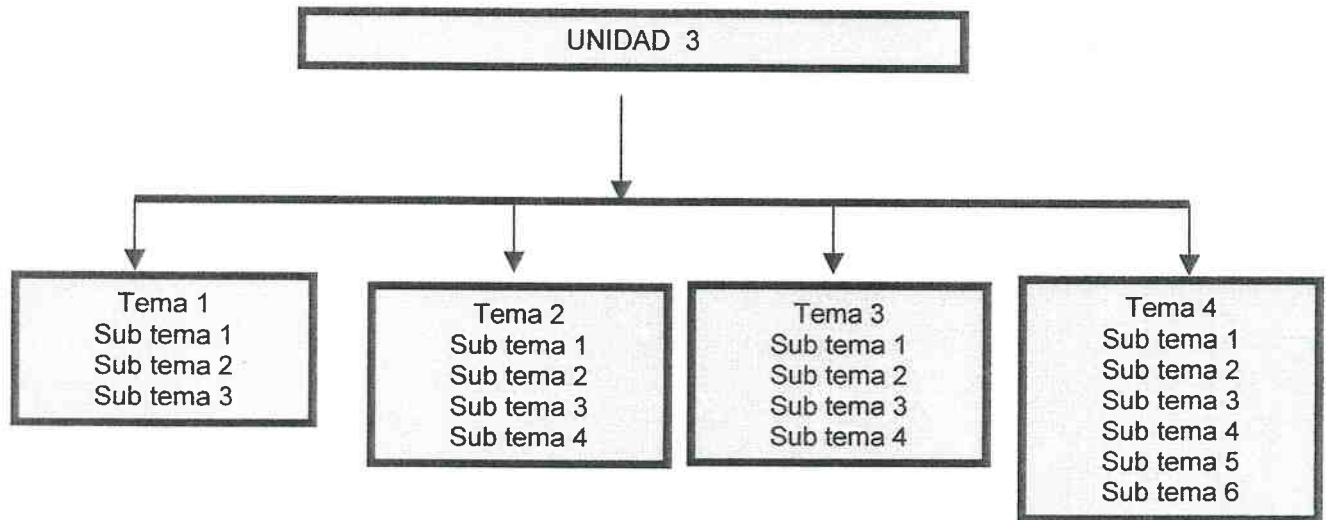 UNIDAD 3
Tema 1
Sub tema 1
Sub tema 2
Sub tema 3
Tema 2
Sub tema 1
Sub tema 2
Sub tema 3
Sub tema 4
Tema 3
Sub tema 1
Sub tema 2
Sub tema 3
Sub tema 4
Tema 4
Sub tema 1
Sub tema 2
Sub tema 3
Sub tema 4
Sub tema 5
Sub tema 6